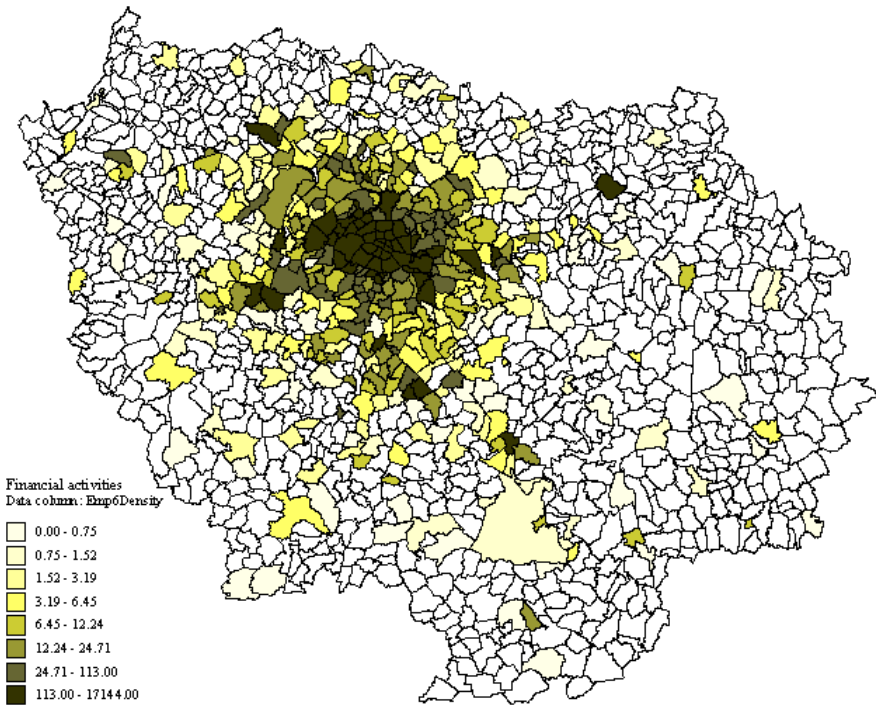 Financial activities
Data column: Emp6Density
0.00 - 0.75
0.75 - 1.52
1.52 - 3.19
3.19 - 6.45
6.45 - 12.24
12.24 - 24.71
24.71 - 113.00
113.00 - 17144.00